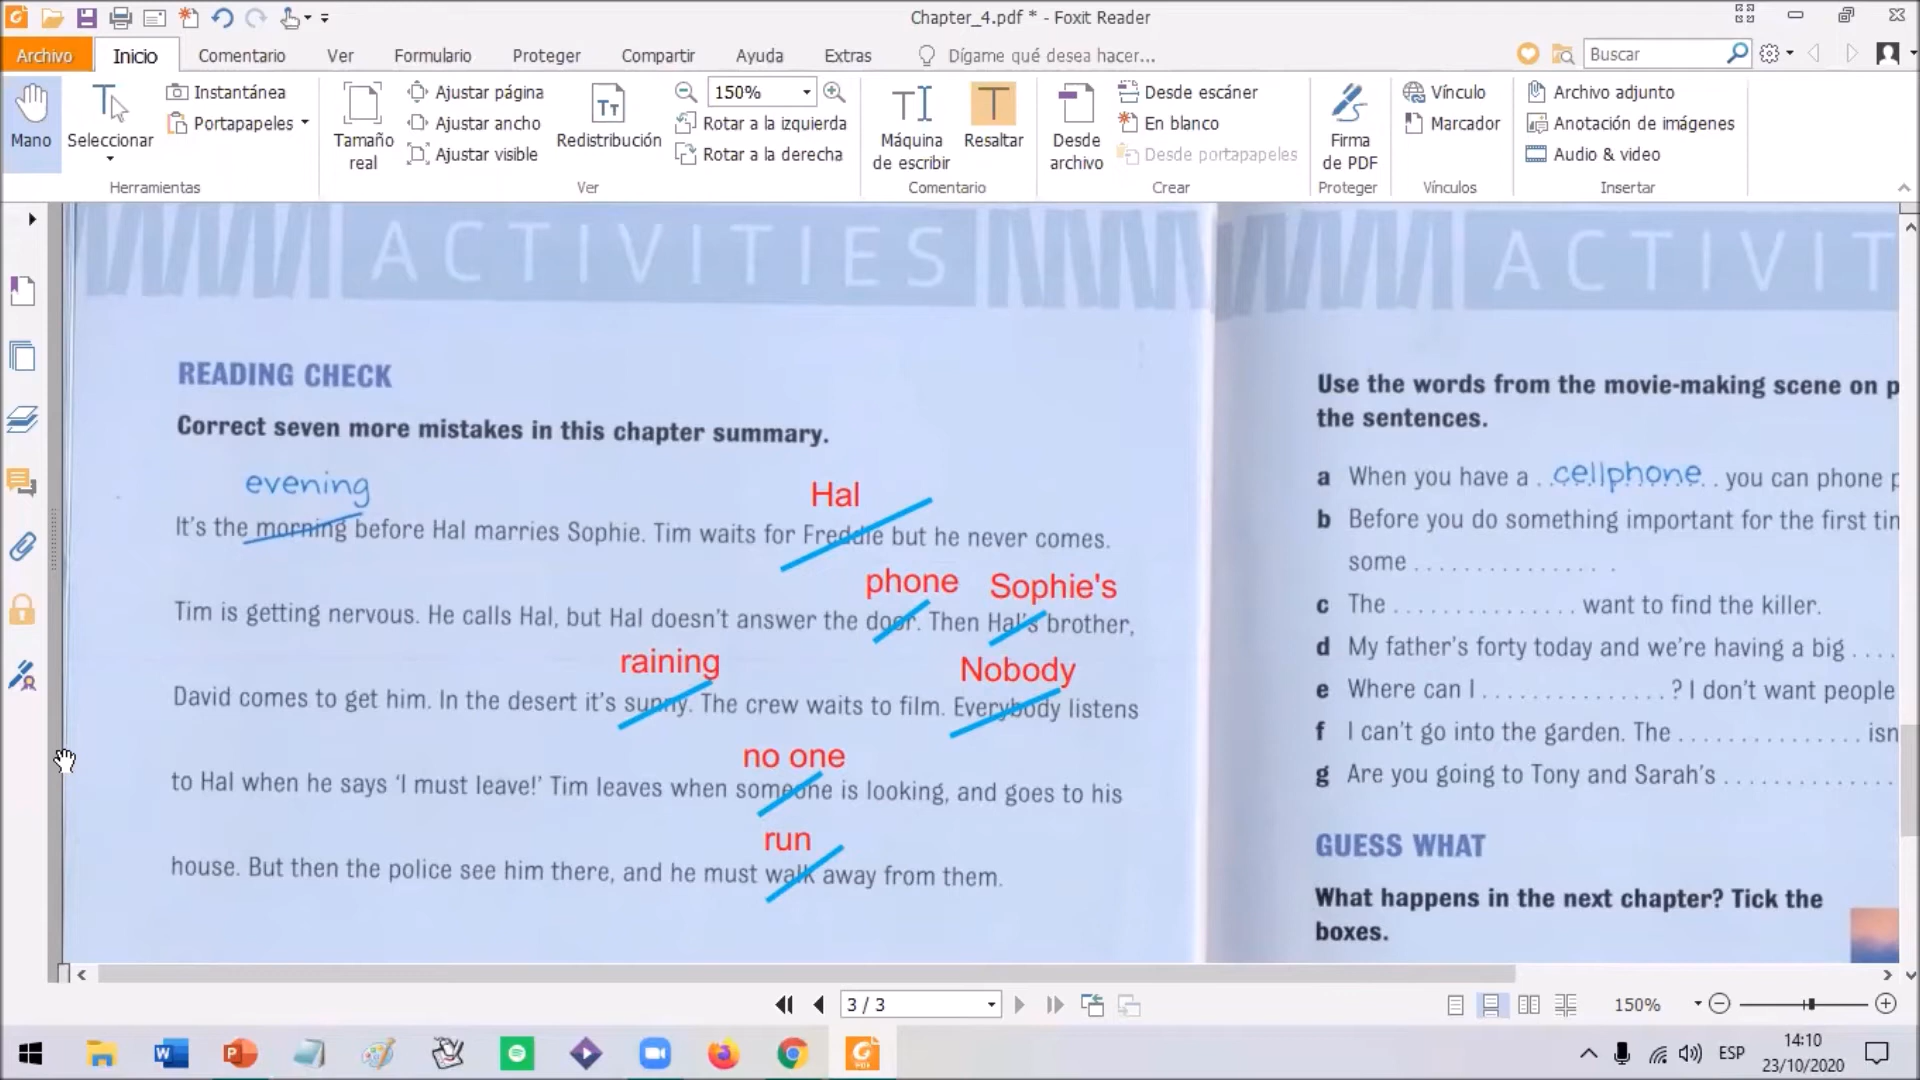 Chapter_4.pdf * - Foxit Reader
Archivo
Inicio
Comentario
Ver
Formulario
Proteger
Compartir
Ayuda
Extras
Dígame qué desea hacer...
Buscar
Mano
Seleccionar
Instantánea
Portapapeles
Herramientas
Tamaño real
Ajustar página
Ajustar ancho
Ajustar visible
Redistribución
150%
Rotar a la izquierda
Rotar a la derecha
Ver
Máquina de escribir
Resaltar
Comentario
Desde archivo
Desde escáner
En blanco
Desde portapapeles
Crear
Firma de PDF
Proteger
Vínculo
Marcador
Vínculos
Archivo adjunto
Anotación de imágenes
Audio & video
Insertar
ACTIVITIES
READING CHECK
Correct seven more mistakes in this chapter summary.
evening
Hal
It's the morning before Hal marries Sophie. Tim waits for Freddie but he never comes.
phone Sophie's
Tim is getting nervous. He calls Hal, but Hal doesn't answer the door. Then Hal's brother,
raining Nobody
David comes to get him. In the desert it's sunny. The crew waits to film. Everybody listens
no one
to Hal when he says 'I must leave!' Tim leaves when someone is looking, and goes to his
run
house. But then the police see him there, and he must walk away from them.
ACTIVIT
Use the words from the movie-making scene on p
the sentences.
a When you have a ..cellphone.. you can phone p
b Before you do something important for the first tim
some ................
c The ............... want to find the killer.
d My father's forty today and we're having a big ....
e Where can I ...............? I don't want people
f I can't go into the garden. The ............... isn
g Are you going to Tony and Sarah's ..............
GUESS WHAT
What happens in the next chapter? Tick the
boxes.
3 / 3
150%
ESP
14:10
23/10/2020